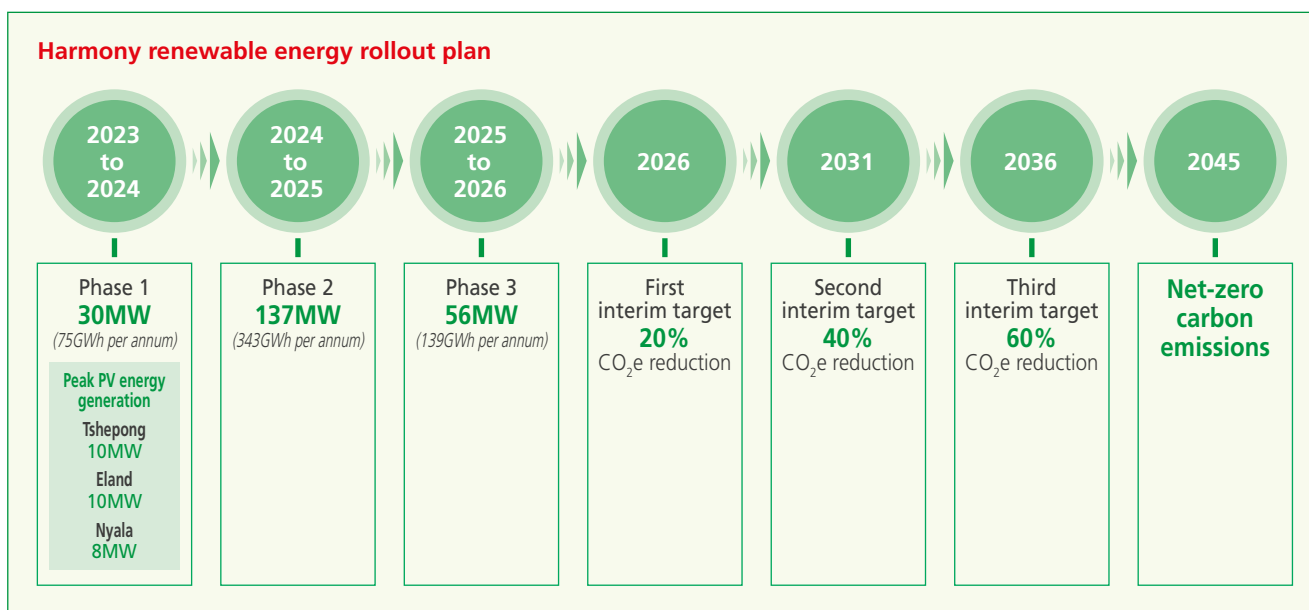 Harmony renewable energy rollout plan
2023
to
2024
2024
to
2025
2025
to
2026
2026
2031
2036
2045
Phase 1
30MW
(75GWh per annum)
Peak PV energy
generation
Tshepong
10MW
Eland
10MW
Nyala
8MW
Phase 2
137MW
(343GWh per annum)
Phase 3
56MW
(139GWh per annum)
First
interim target
20%
CO₂e reduction
Second
interim target
40%
CO₂e reduction
Third
interim target
60%
CO₂e reduction
Net-zero
carbon
emissions